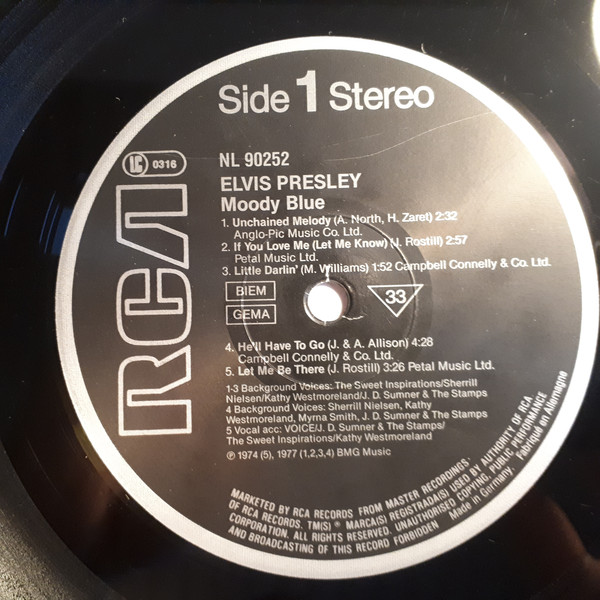 Side 1 Stereo
LC 0316
NL 90252
RCA
ELVIS PRESLEY
Moody Blue
1. Unchained Melody (A. North, H. Zaret) 2:32
Anglo-Pic Music Co. Ltd.
2. If You Love Me (Let Me Know) (J. Rostill) 2:57
Petal Music Ltd.
3. Little Darlin' (M. Williams) 1:52 Campbell Connelly & Co. Ltd.
BIEM
GEMA
33
4. He'll Have To Go (J. & A. Allison) 4:28
Campbell Connelly & Co. Ltd.
5. Let Me Be There (J. Rostill) 3:26 Petal Music Ltd.
1-3 Background Voices: The Sweet Inspirations/Sherrill
Nielsen/Kathy Westmoreland/J. D. Sumner & The Stamps
4 Background Voices: Sherrill Nielsen, Kathy
Westmoreland, Myrna Smith, J. D. Sumner & The Stamps
5 Vocal acc: VOICE/J. D. Sumner & The Stamps/
The Sweet Inspirations/Kathy Westmoreland
℗ 1974 (5), 1977 (1,2,3,4) BMG Music
MARKETED BY RCA RECORDS FROM MASTER RECORDINGS·
OF RCA RECORDS. TM(S)® MARCA(S) REGISTRADA(S) USED BY AUTHORITY OF RCA
CORPORATION. ALL RIGHTS RESERVED. UNAUTHORISED COPYING, PUBLIC PERFORMANCE
AND BROADCASTING OF THIS RECORD FORBIDDEN
Made in Germany. Fabriqué en Allemagne